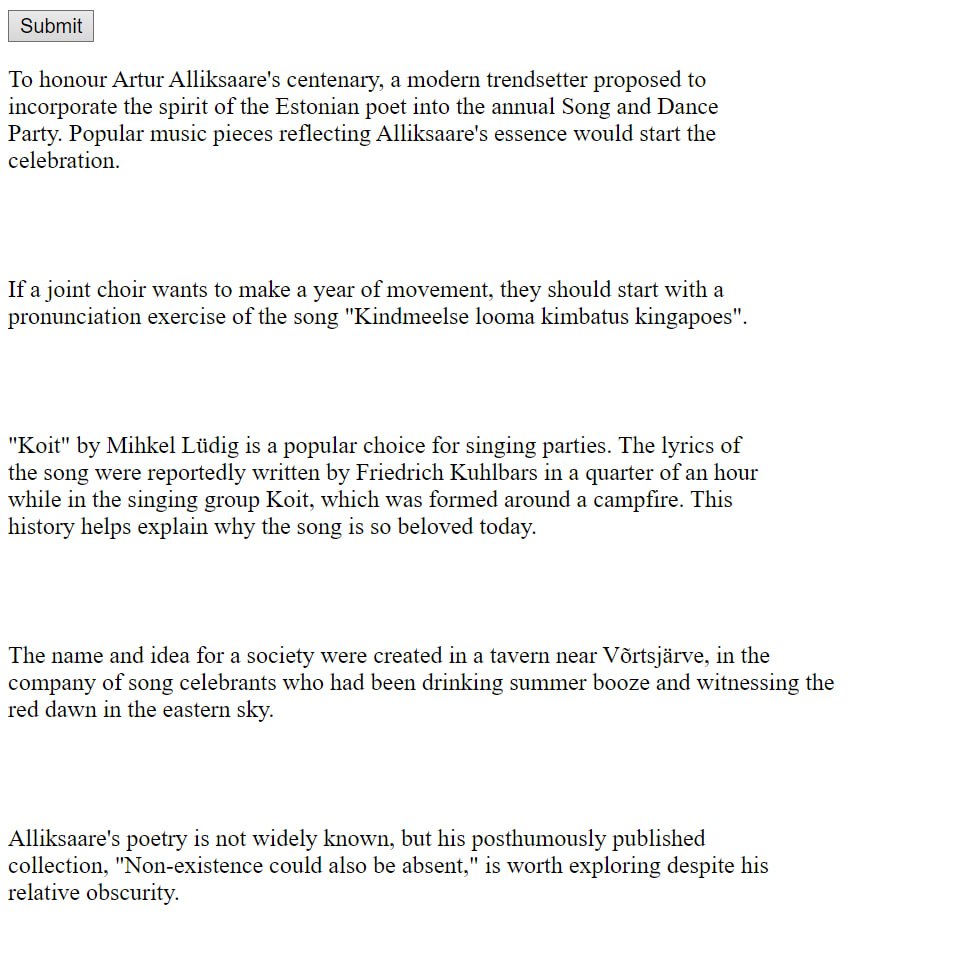 Submit
To honour Artur Alliksaare's centenary, a modern trendsetter proposed to
incorporate the spirit of the Estonian poet into the annual Song and Dance
Party. Popular music pieces reflecting Alliksaare's essence would start the
celebration.
If a joint choir wants to make a year of movement, they should start with a
pronunciation exercise of the song "Kindmeelse looma kimbatus kingapoes".
"Koit" by Mihkel Lüdig is a popular choice for singing parties. The lyrics of
the song were reportedly written by Friedrich Kuhlbars in a quarter of an hour
while in the singing group Koit, which was formed around a campfire. This
history helps explain why the song is so beloved today.
The name and idea for a society were created in a tavern near Võrtsjärve, in the
company of song celebrants who had been drinking summer booze and witnessing the
red dawn in the eastern sky.
Alliksaare's poetry is not widely known, but his posthumously published
collection, "Non-existence could also be absent," is worth exploring despite his
relative obscurity.